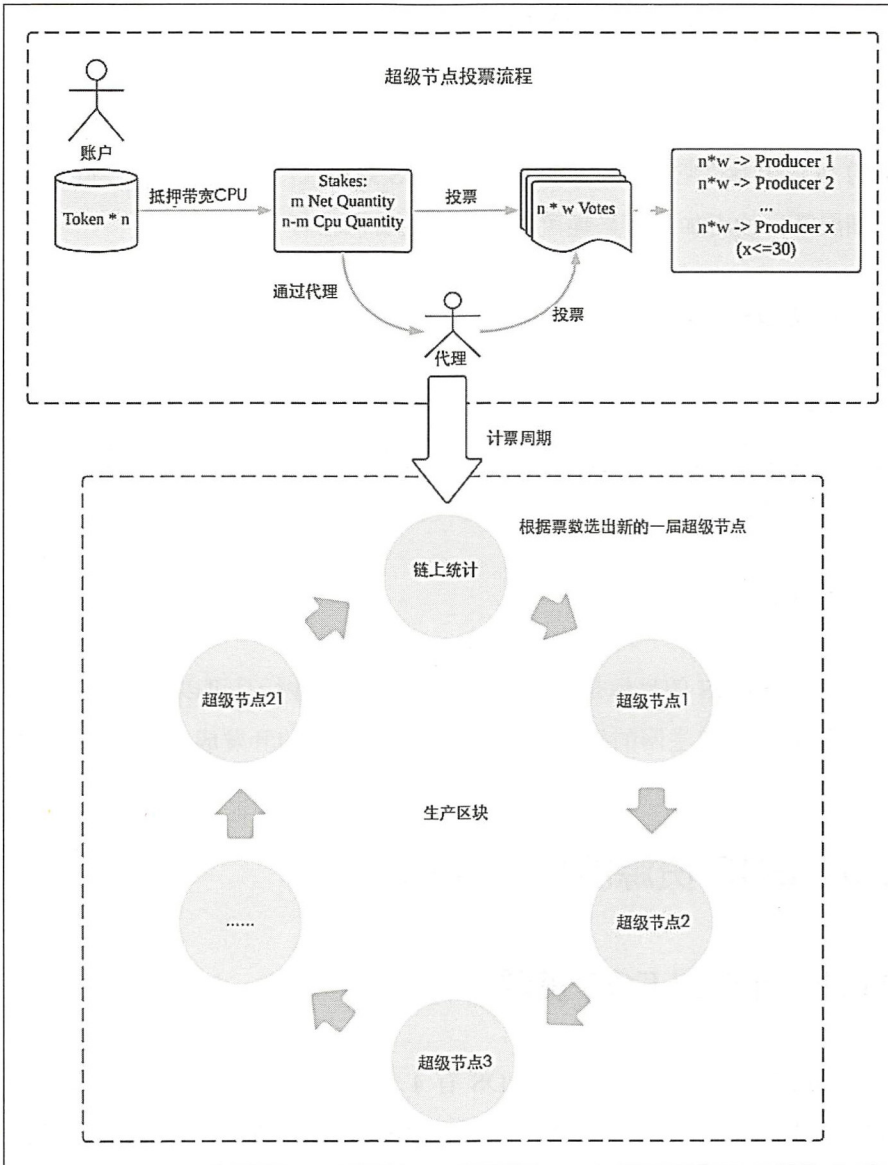 超级节点投票流程
账户
Token * n
抵押带宽CPU
Stakes:
m Net Quantity
n-m Cpu Quantity
投票
n * w Votes
n*w -> Producer 1
n*w -> Producer 2
...
n*w -> Producer x
(x<=30)
通过代理
代理
投票
计票周期
根据票数选出新的一届超级节点
链上统计
超级节点21
超级节点1
生产区块
......
超级节点2
超级节点3